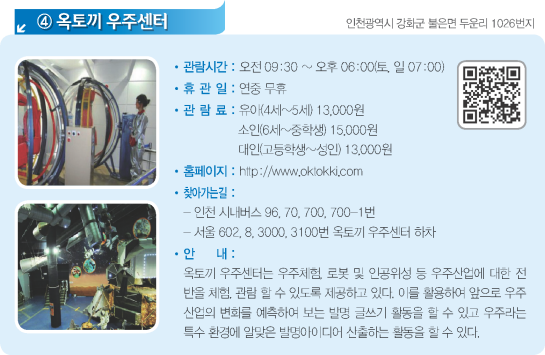 ④ 옥토끼 우주센터
인천광역시 강화군 불은면 두운리 1026번지
• 관람시간 : 오전 09:30 ~ 오후 06:00(토, 일 07:00)
• 휴 관 일 : 연중 무휴
• 관 람 료 : 유아(4세~5세) 13,000원
소인(6세~중학생) 15,000원
대인(고등학생~성인) 13,000원
• 홈페이지 : http://www.oktokki.com
• 찾아가는길 :
- 인천 시내버스 96, 70, 700, 700-1번
- 서울 602, 8, 3000, 3100번 옥토끼 우주센터 하차
• 안 내 :
옥토끼 우주센터는 우주체험, 로봇 및 인공위성 등 우주산업에 대한 전
반을 체험, 관람 할 수 있도록 제공하고 있다. 이를 활용하여 앞으로 우주
산업의 변화를 예측하여 보는 발명 글쓰기 활동을 할 수 있고 우주라는
특수 환경에 알맞은 발명아이디어 산출하는 활동을 할 수 있다.